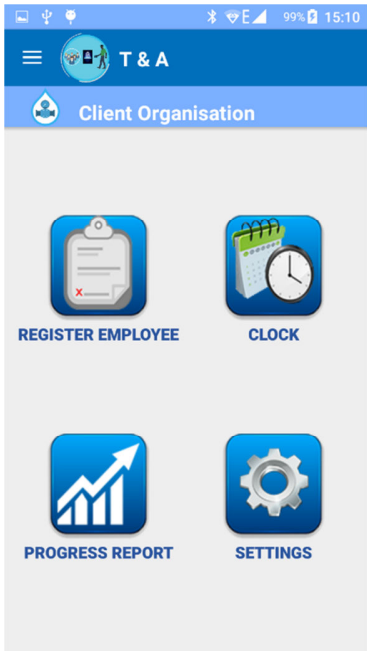 E 99% 15:10
T & A
Client Organisation
REGISTER EMPLOYEE
CLOCK
PROGRESS REPORT
SETTINGS